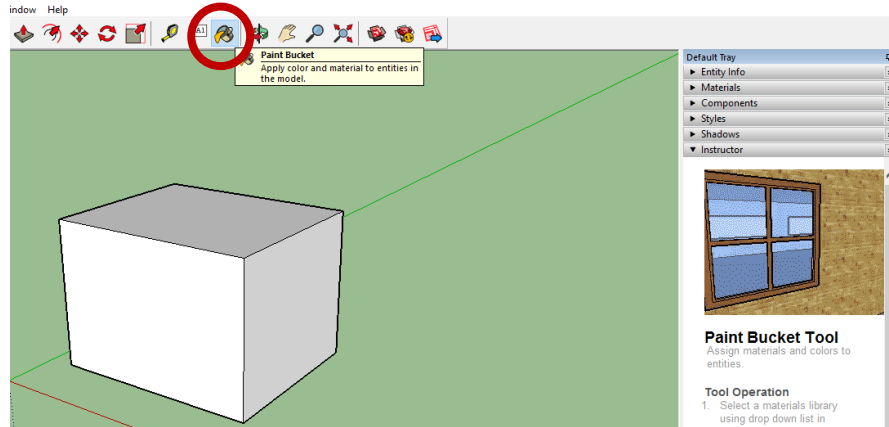 indow Help
A1
Paint Bucket
Apply color and material to entities in
the model.
Default Tray
Entity Info
Materials
Components
Styles
Shadows
Instructor
Paint Bucket Tool
Assign materials and colors to
entities.
Tool Operation
1. Select a materials library
using drop down list in